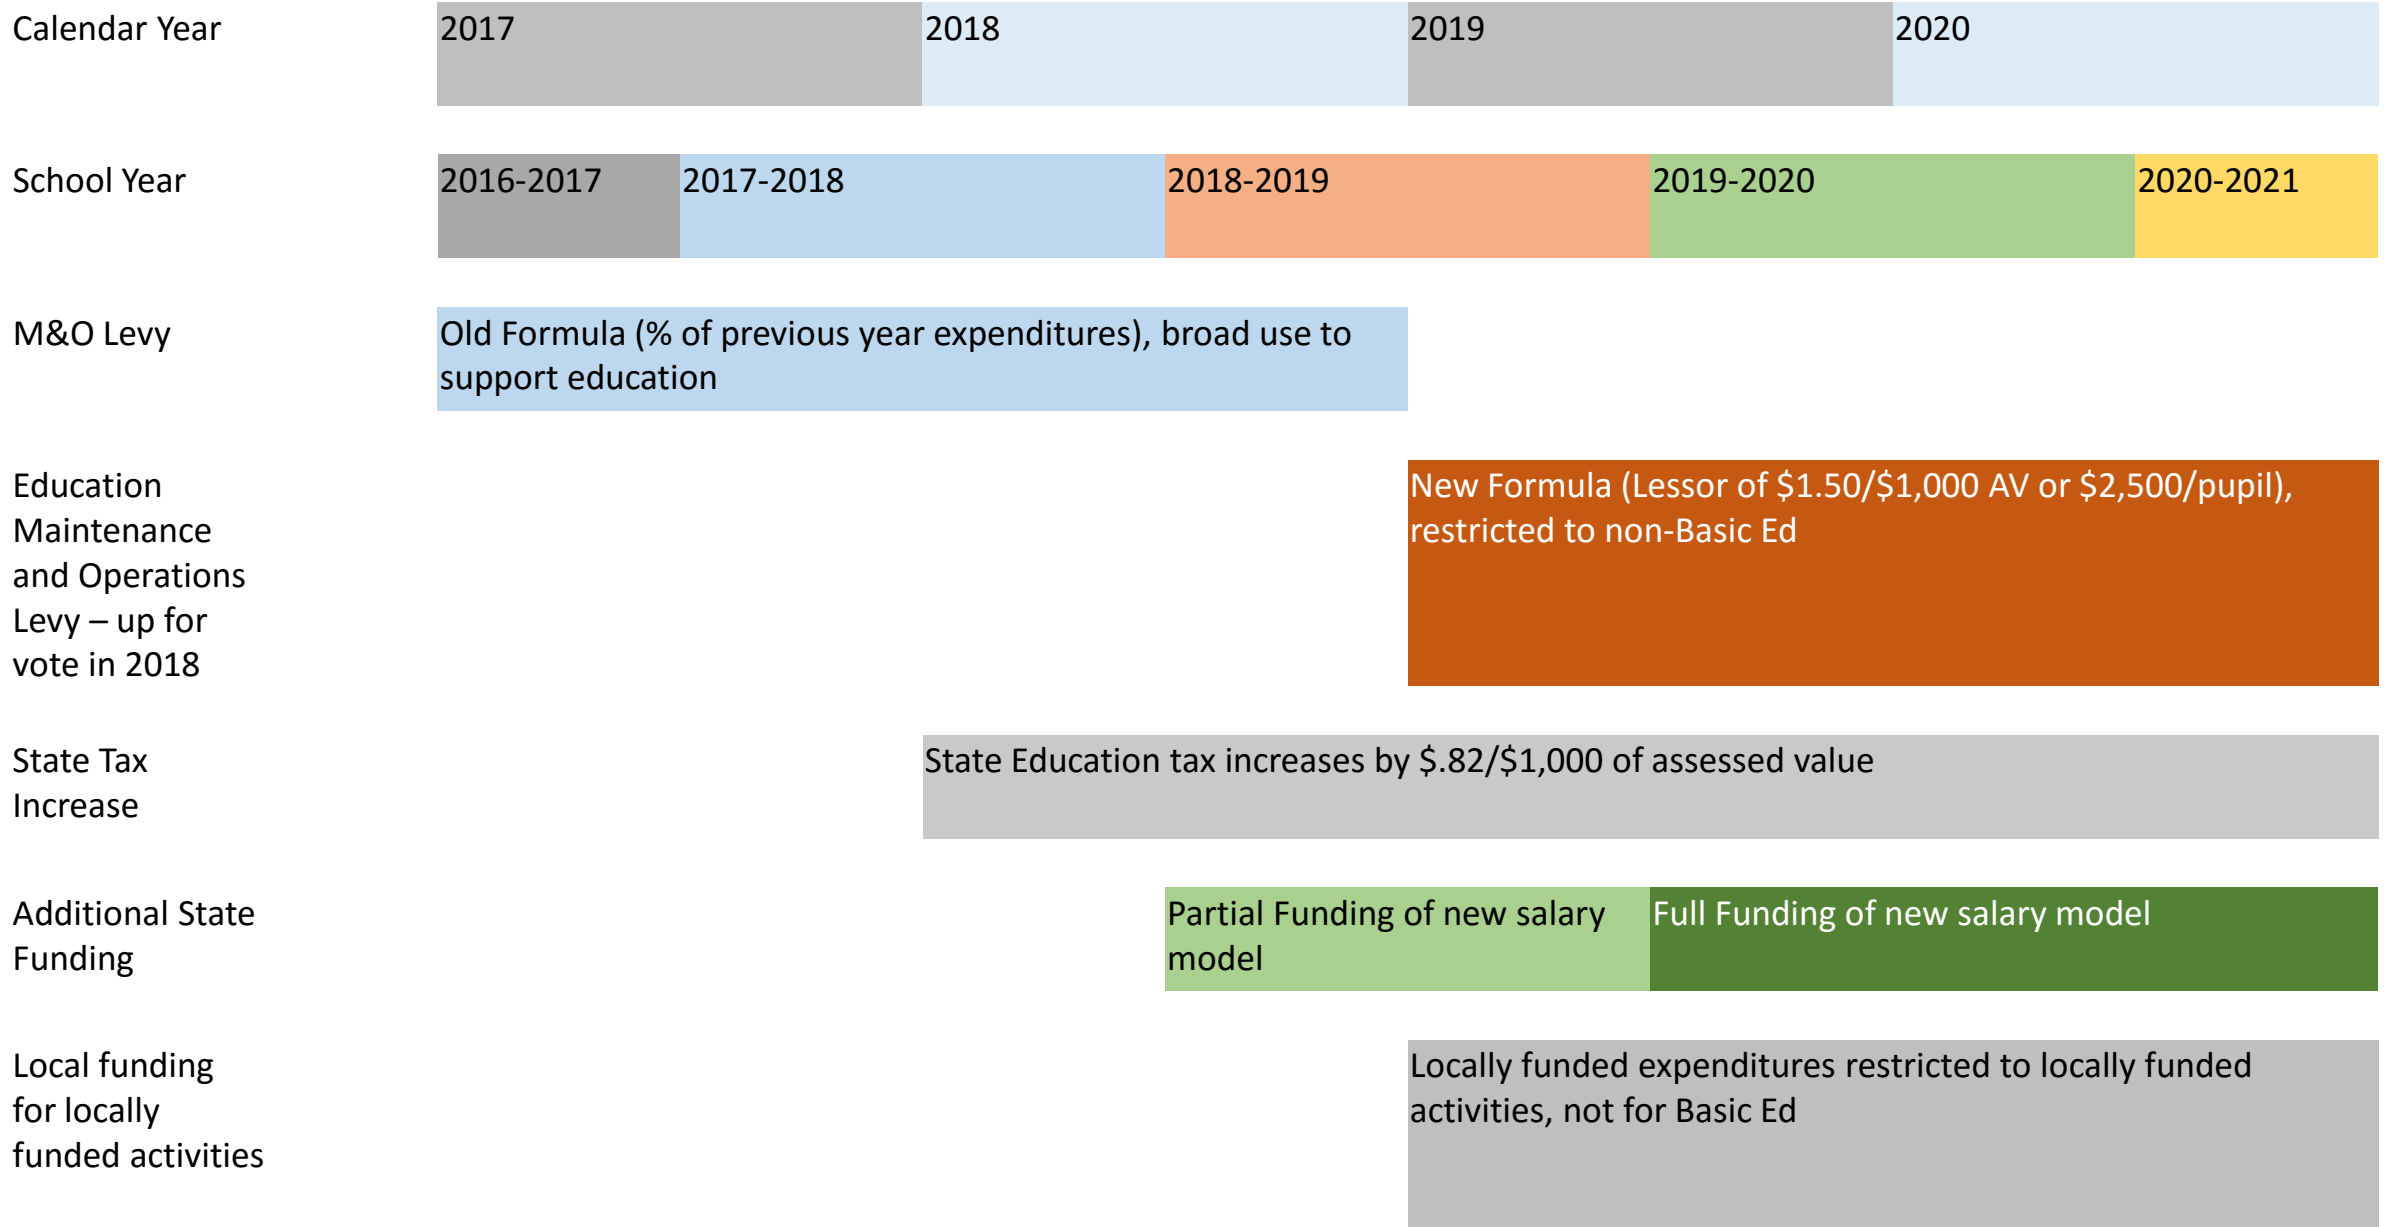 Calendar Year
2017
2018
2019
2020
School Year
2016-2017
2017-2018
2018-2019
2019-2020
2020-2021
M&O Levy
Old Formula (% of previous year expenditures), broad use to
support education
Education
Maintenance
and Operations
Levy – up for
vote in 2018
New Formula (Lessor of $1.50/$1,000 AV or $2,500/pupil),
restricted to non-Basic Ed
State Tax
Increase
State Education tax increases by $.82/$1,000 of assessed value
Additional State
Funding
Partial Funding of new salary
model
Full Funding of new salary model
Local funding
for locally
funded activities
Locally funded expenditures restricted to locally funded
activities, not for Basic Ed